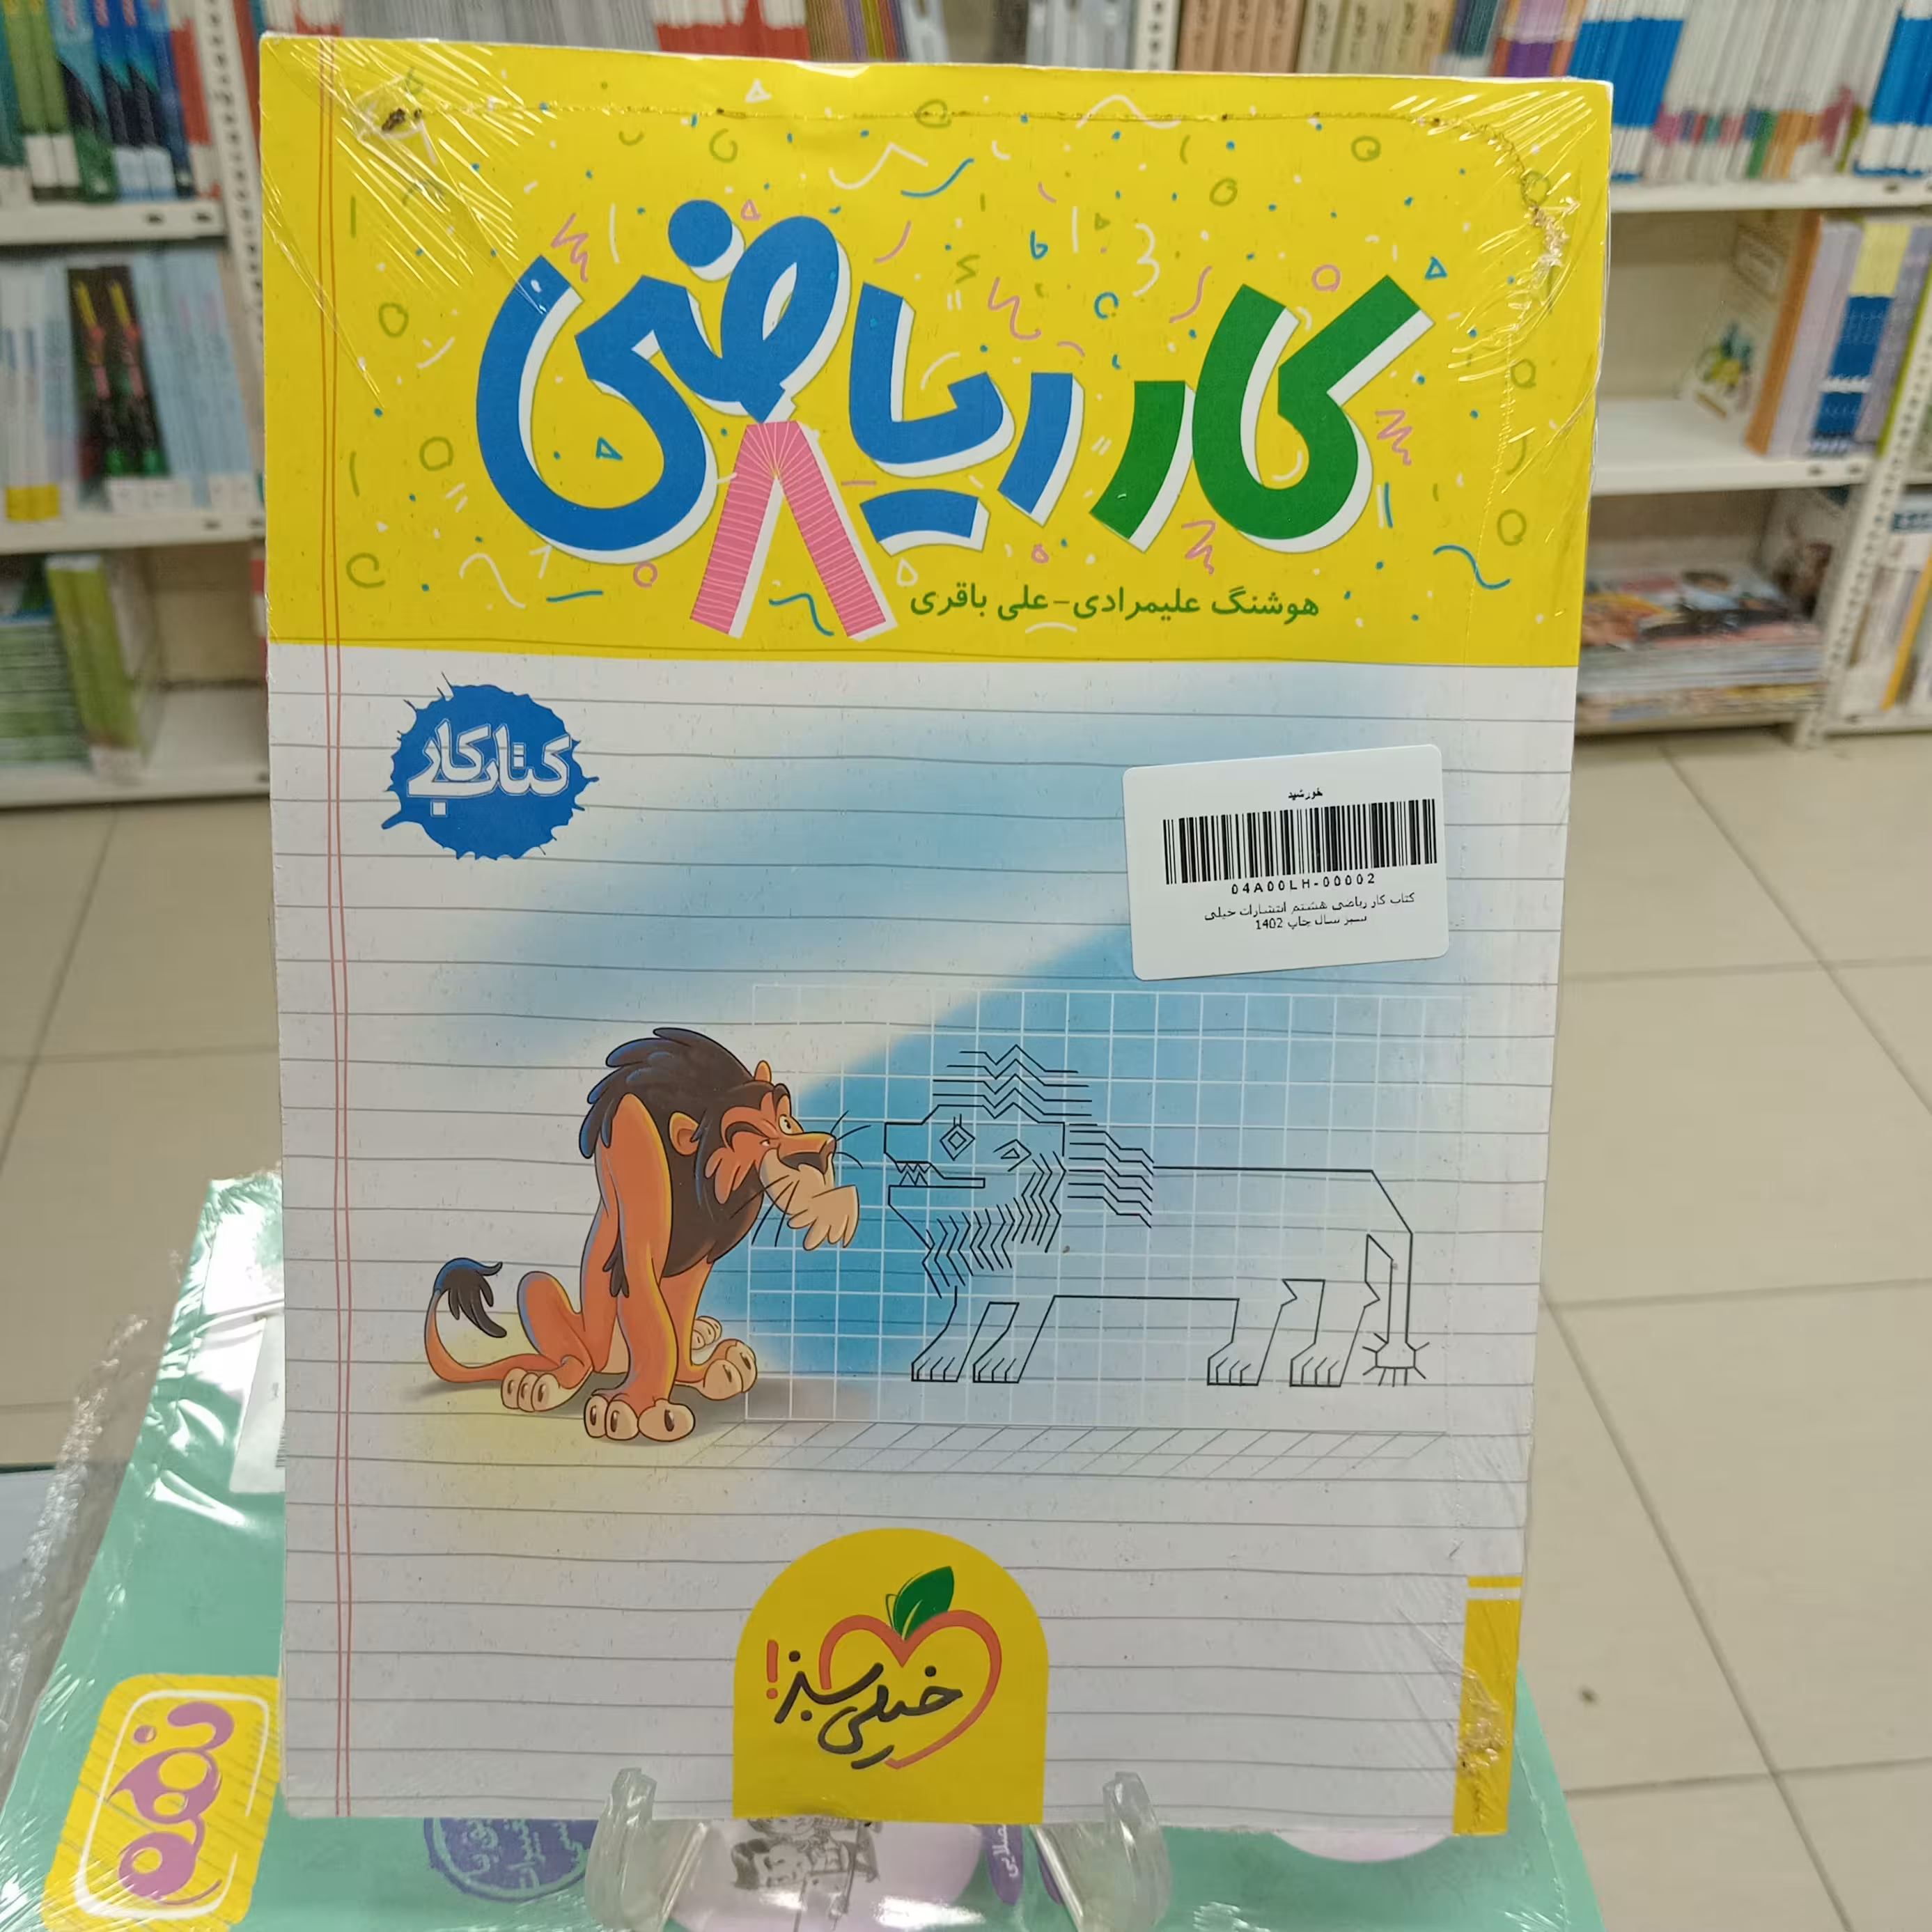 کار ریاضی
۸
هوشنگ علیمرادی - علی باقری
کتاب کار
خورشید
04A00LH-00002
کتاب کار ریاضی هشتم انتشارات خیلی
سبز سال چاپ 1402
خیلی سبز!